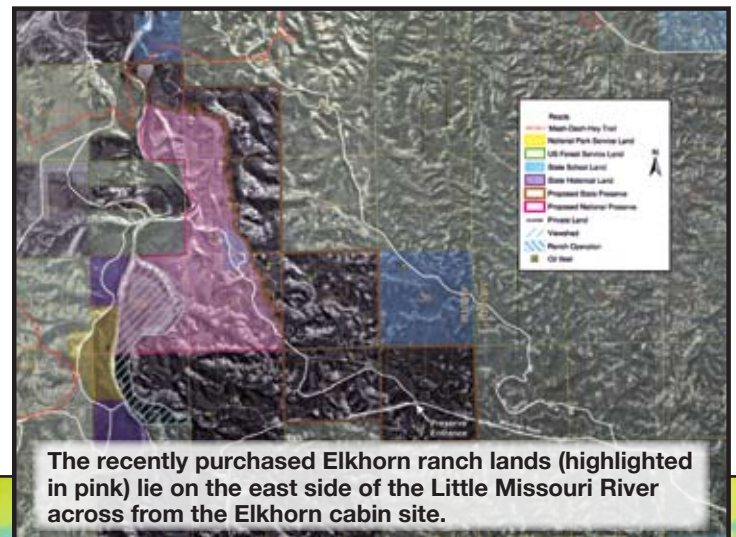 Roads
Maah-Daah-Hey Trail
National Park Service Land
US Forest Service Land
State School Land
State Historical Land
Proposed State Preserve
Proposed National Preserve
Private Land
Viewshed
Ranch Operation
Oil Well
N
Preserve
Entrance
The recently purchased Elkhorn ranch lands (highlighted
in pink) lie on the east side of the Little Missouri River
across from the Elkhorn cabin site.